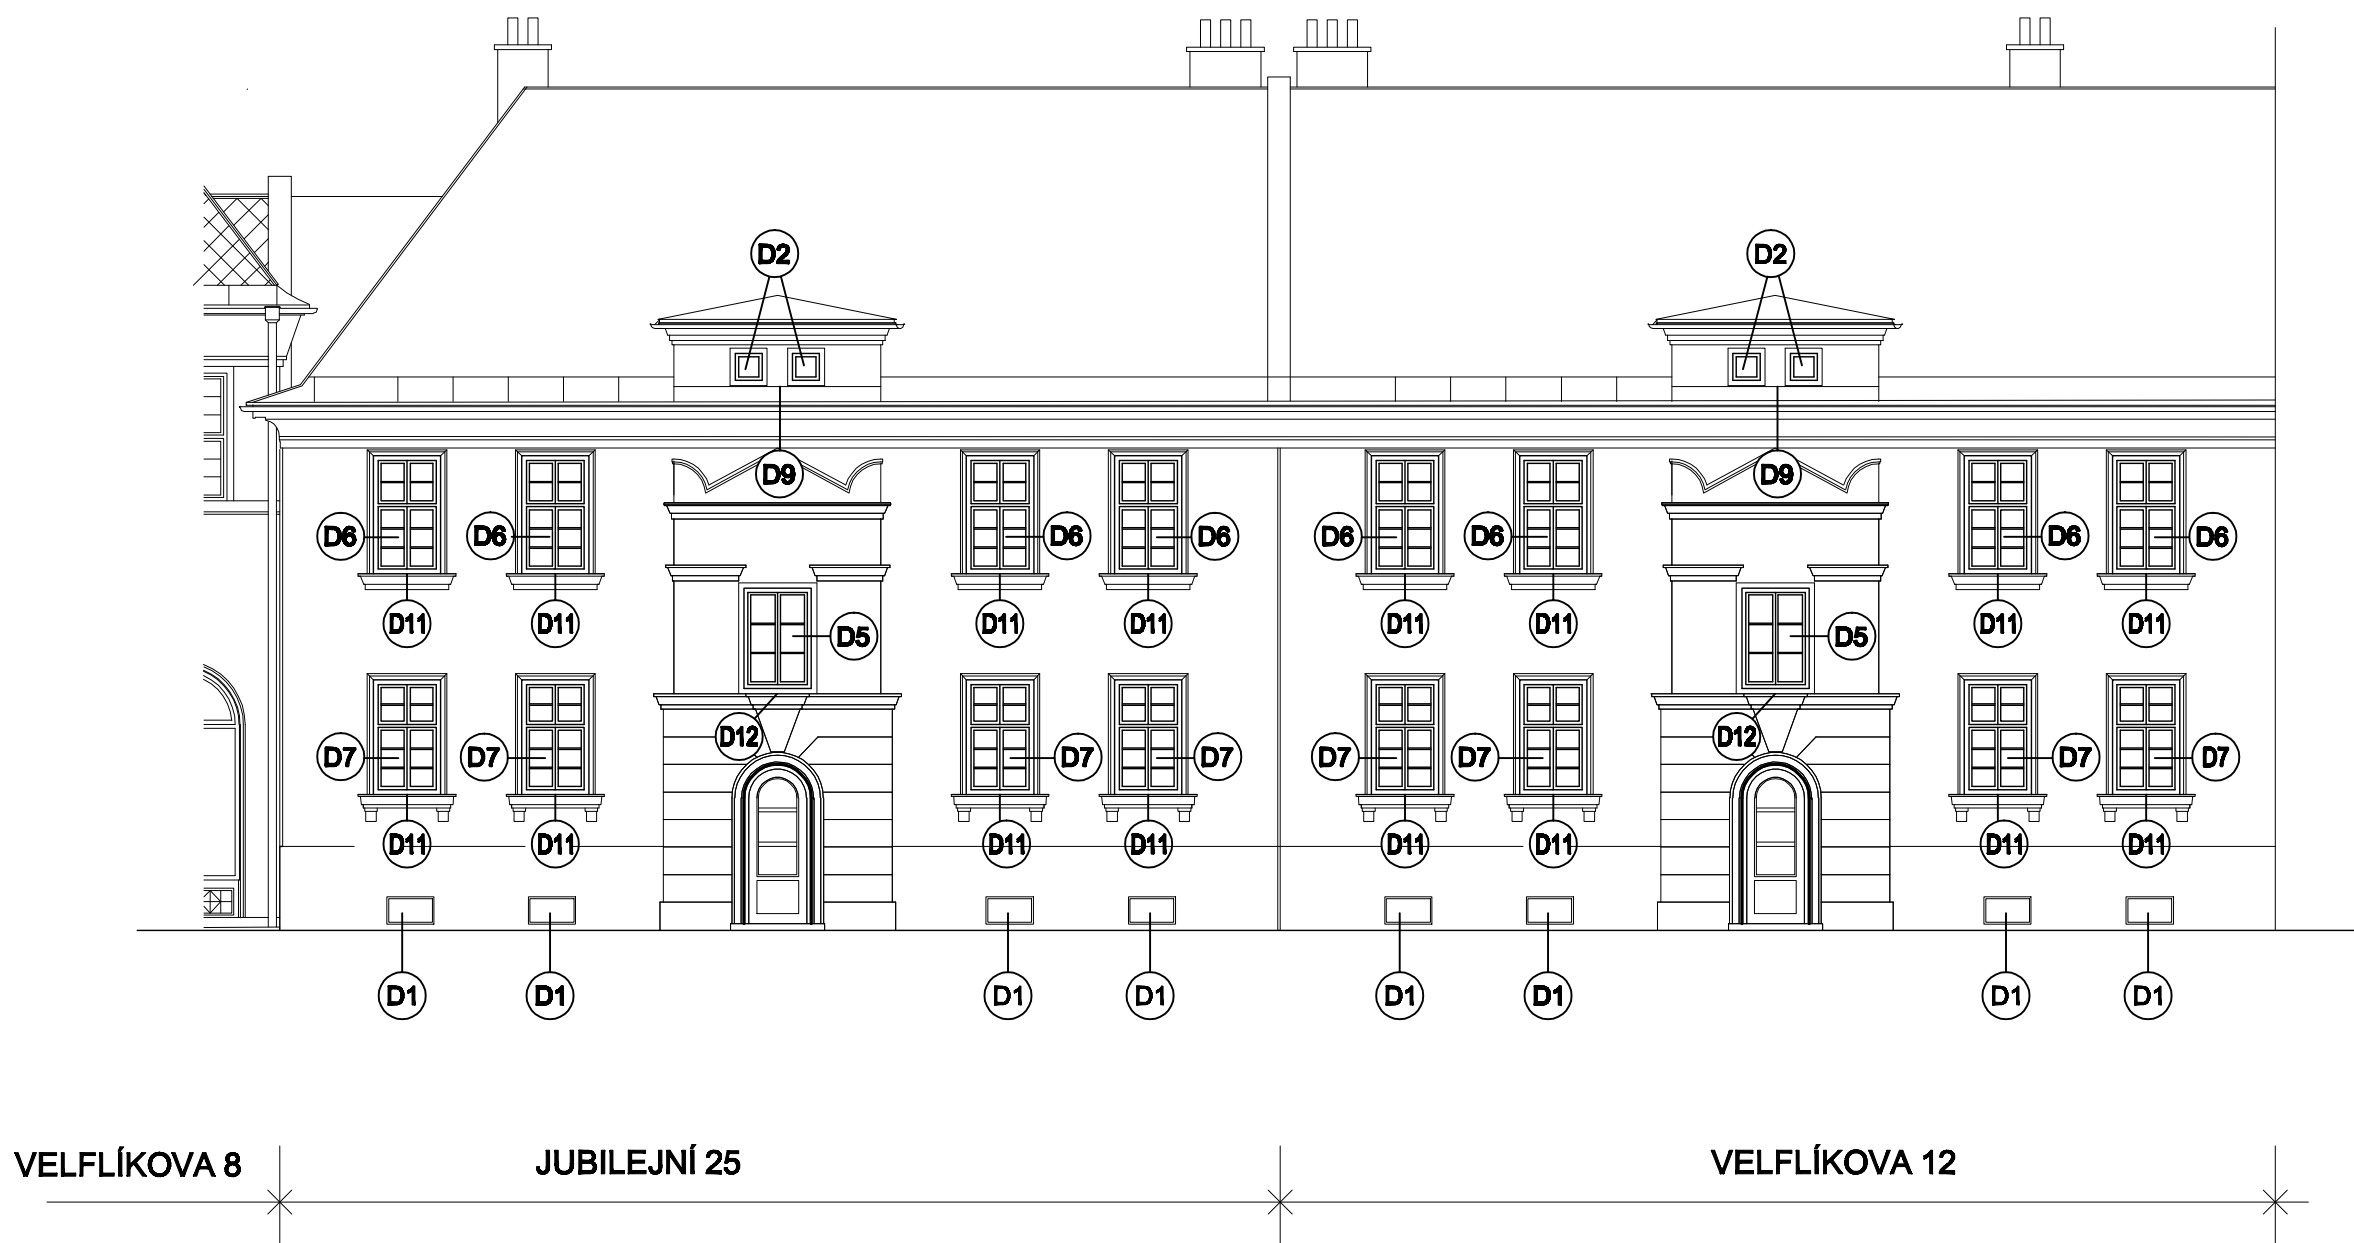 D2 D2
D9 D9
D6 D6 D6 D6 D6 D6 D6 D6
D11 D11 D11 D11 D11 D11 D11 D11
D5 D5
D12 D12
D7 D7 D7 D7 D7 D7 D7 D7
D11 D11 D11 D11 D11 D11 D11 D11
D1 D1 D1 D1 D1 D1 D1 D1
VELFLÍKOVA 8 JUBILEJNÍ 25 VELFLÍKOVA 12